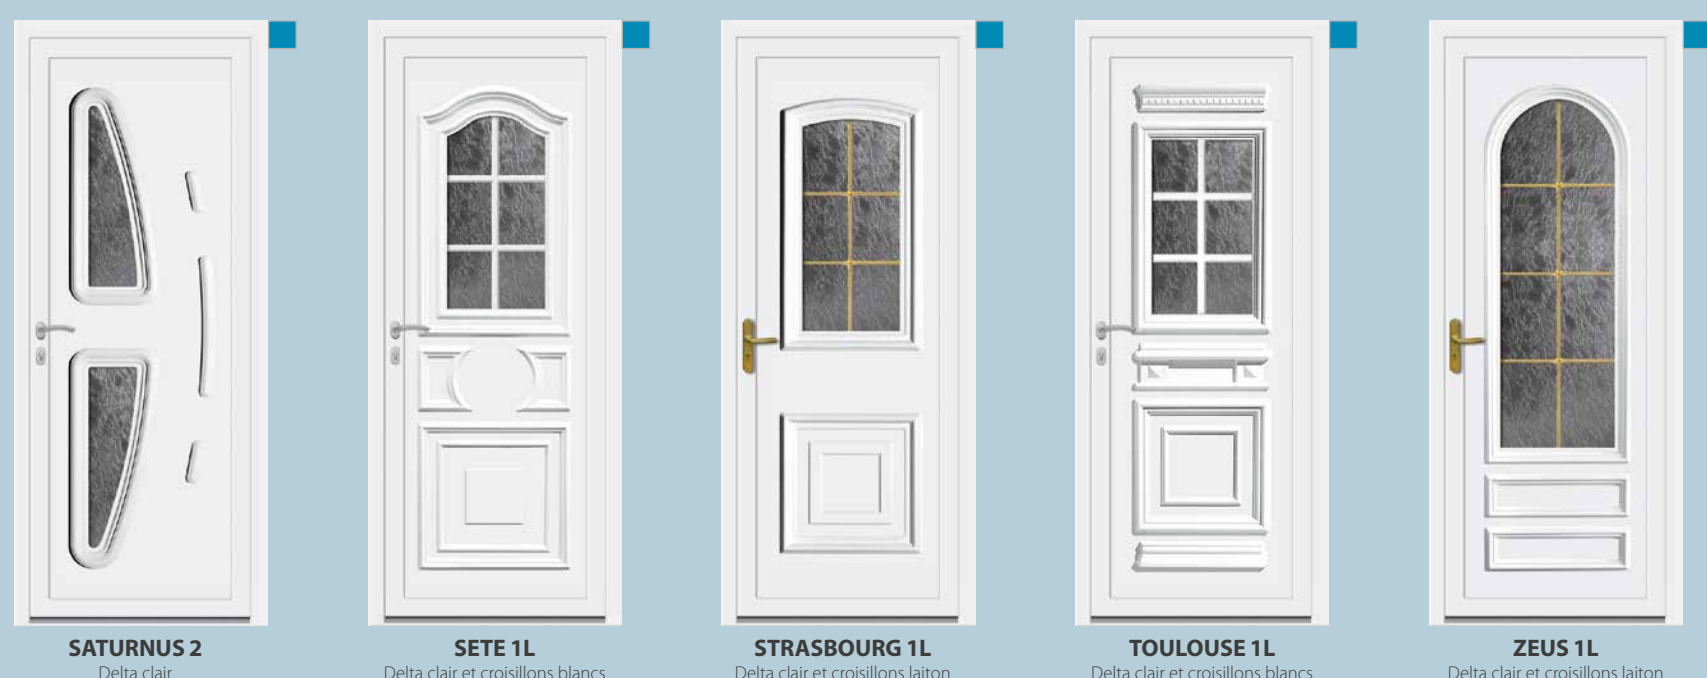 SATURNUS 2
Delta clair
SETE 1L
Delta clair et croisillons blancs
STRASBOURG 1L
Delta clair et croisillons laiton
TOULOUSE 1L
Delta clair et croisillons blancs
ZEUS 1L
Delta clair et croisillons laiton